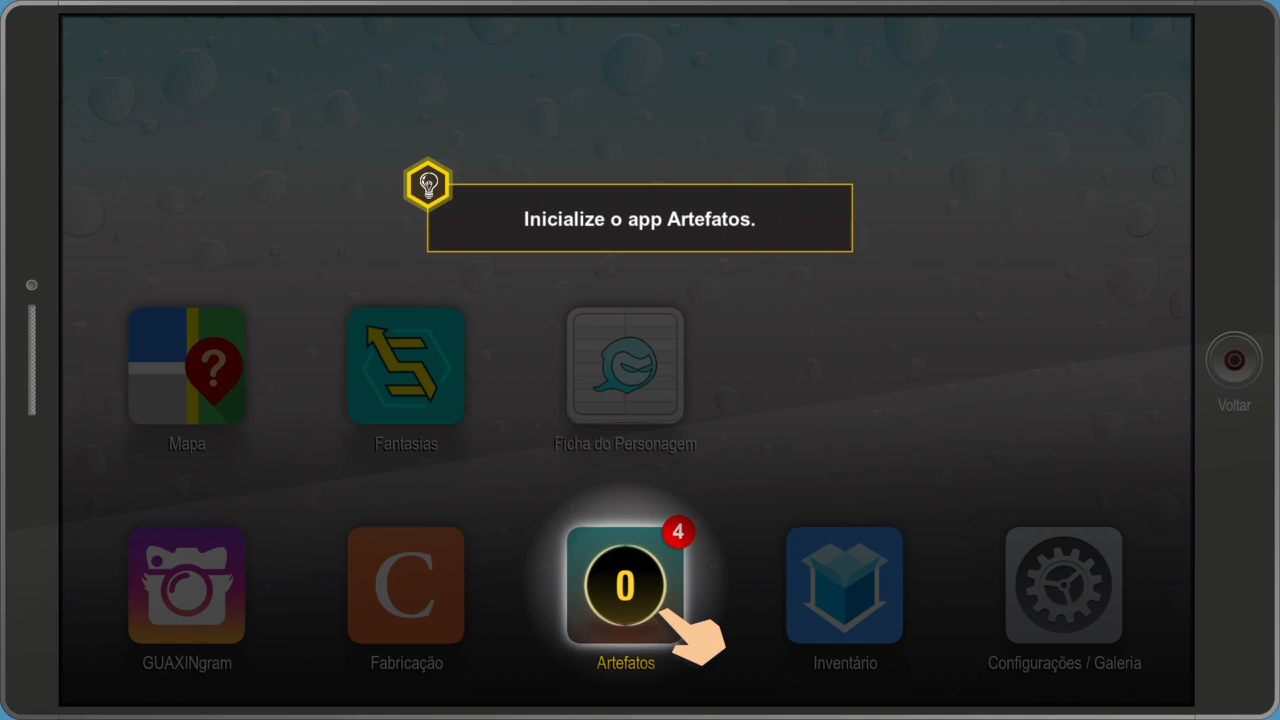 Inicialize o app Artefatos.
?
Mapa
Fantasias
Ficha do Personagem
Voltar
4
C
0
GUAXINgram
Fabricação
Artefatos
Inventário
Configurações / Galeria